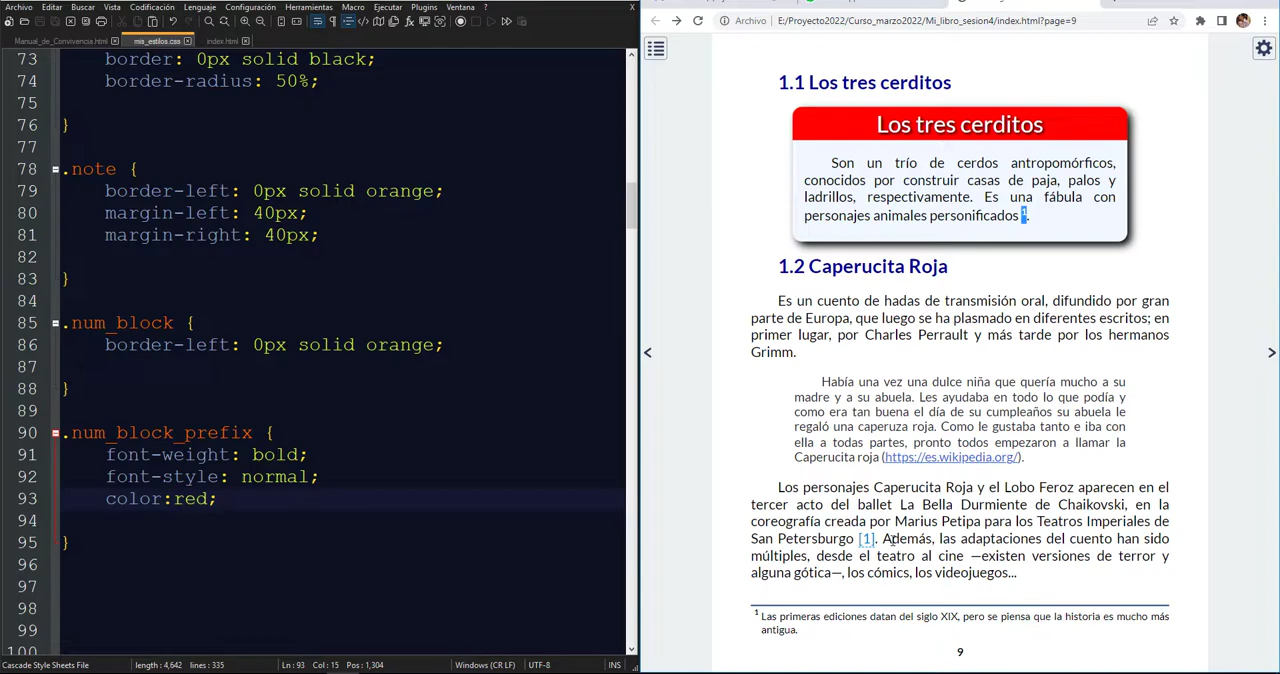 Archivo Editar Buscar Vista Codificación Lenguaje Configuración Herramientas Macro Ejecutar Plugins Ventana ? X
Manual_de_Convivencia.html mis_estilos.css index.html
73 border: 0px solid black;
74 border-radius: 50%;
75
76 }
77
78 .note {
79 border-left: 0px solid orange;
80 margin-left: 40px;
81 margin-right: 40px;
82
83 }
84
85 .num_block {
86 border-left: 0px solid orange;
87
88 }
89
90 .num_block_prefix {
91 font-weight: bold;
92 font-style: normal;
93 color:red;
94
95 }
96
97
98
99
100
Cascade Style Sheets File length : 4,642 lines : 335 Ln : 93 Col : 15 Pos : 1,304 Windows (CR LF) UTF-8 INS
Archivo E:/Proyecto2022/Curso_marzo2022/Mi_libro_sesion4/index.html?page=9
1.1 Los tres cerditos
Los tres cerditos
Son un trío de cerdos antropomórficos,
conocidos por construir casas de paja, palos y
ladrillos, respectivamente. Es una fábula con
personajes animales personificados 1.
1.2 Caperucita Roja
Es un cuento de hadas de transmisión oral, difundido por gran
parte de Europa, que luego se ha plasmado en diferentes escritos; en
primer lugar, por Charles Perrault y más tarde por los hermanos
Grimm.
Había una vez una dulce niña que quería mucho a su
madre y a su abuela. Les ayudaba en todo lo que podía y
como era tan buena el día de su cumpleaños su abuela le
regaló una caperuza roja. Como le gustaba tanto e iba con
ella a todas partes, pronto todos empezaron a llamar la
Caperucita roja (https://es.wikipedia.org/).
Los personajes Caperucita Roja y el Lobo Feroz aparecen en el
tercer acto del ballet La Bella Durmiente de Chaikovski, en la
coreografía creada por Marius Petipa para los Teatros Imperiales de
San Petersburgo [1]. Además, las adaptaciones del cuento han sido
múltiples, desde el teatro al cine —existen versiones de terror y
alguna gótica—, los cómics, los videojuegos...
1 Las primeras ediciones datan del siglo XIX, pero se piensa que la historia es mucho más
antigua.
9